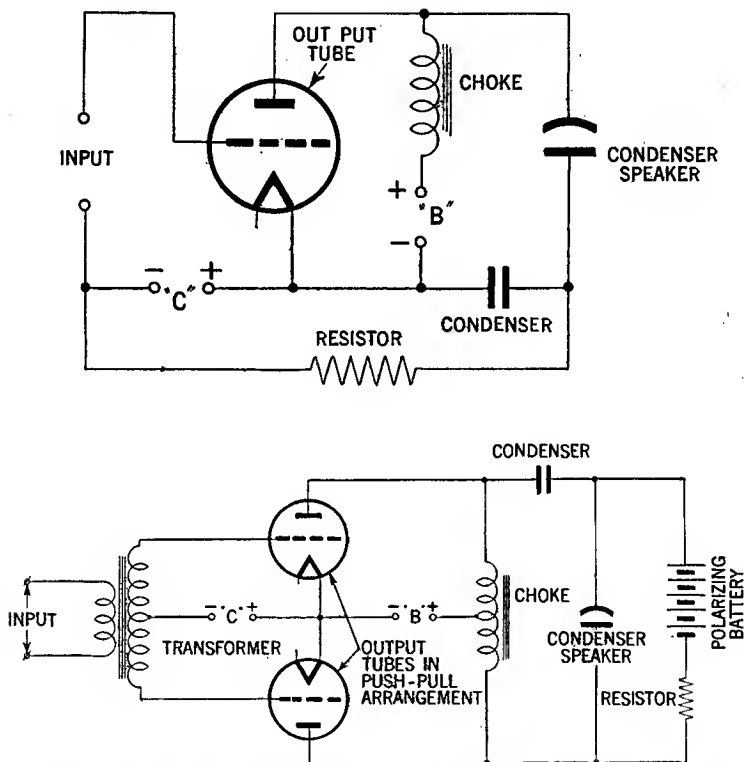 OUT PUT
TUBE
CHOKE
INPUT
CONDENSER
SPEAKER
+
"B"
−
− "C" +
CONDENSER
RESISTOR
CONDENSER
INPUT
− "C" +
− "B" +
CHOKE
TRANSFORMER
OUTPUT
TUBES IN
PUSH-PULL
ARRANGEMENT
CONDENSER
SPEAKER
POLARIZING
BATTERY
RESISTOR